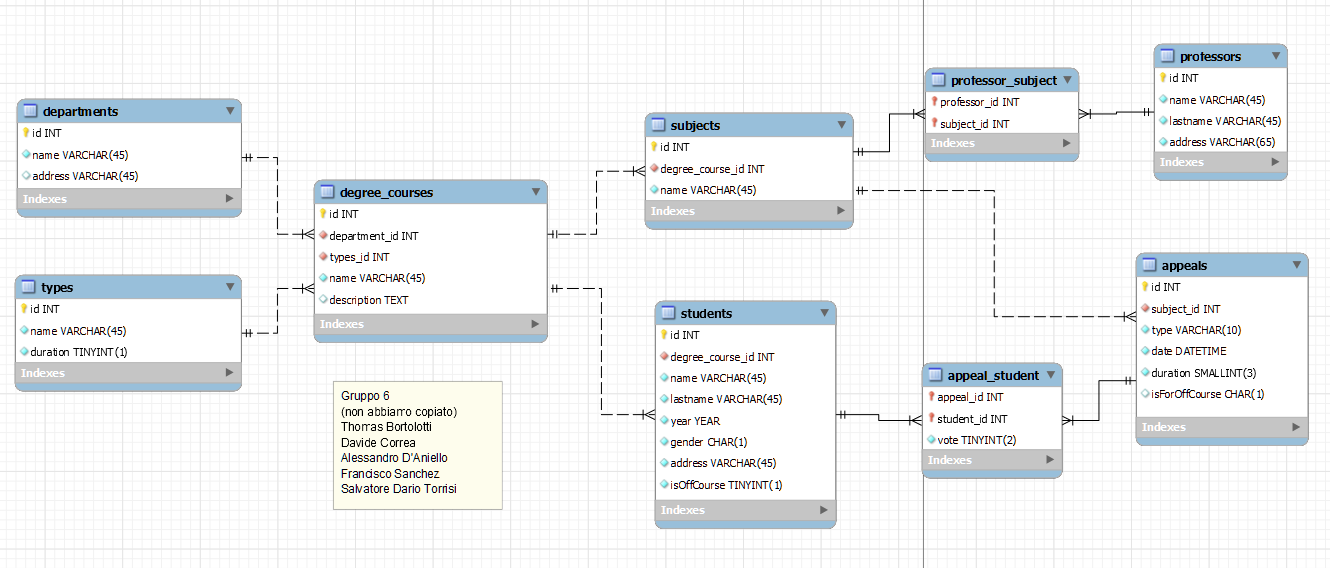 departments
id INT
name VARCHAR(45)
address VARCHAR(45)
Indexes
types
id INT
name VARCHAR(45)
duration TINYINT(1)
Indexes
degree_courses
id INT
department_id INT
types_id INT
name VARCHAR(45)
description TEXT
Indexes
Gruppo 6
(non abbiamo copiato)
Thomas Bortolotti
Davide Correa
Alessandro D'Aniello
Francisco Sanchez
Salvatore Dario Torrisi
subjects
id INT
degree_course_id INT
name VARCHAR(45)
Indexes
students
id INT
degree_course_id INT
name VARCHAR(45)
lastname VARCHAR(45)
year YEAR
gender CHAR(1)
address VARCHAR(45)
isOffCourse TINYINT(1)
Indexes
professor_subject
professor_id INT
subject_id INT
Indexes
professors
id INT
name VARCHAR(45)
lastname VARCHAR(45)
address VARCHAR(65)
Indexes
appeal_student
appeal_id INT
student_id INT
vote TINYINT(2)
Indexes
appeals
id INT
subject_id INT
type VARCHAR(10)
date DATETIME
duration SMALLINT(3)
isForOffCourse CHAR(1)
Indexes